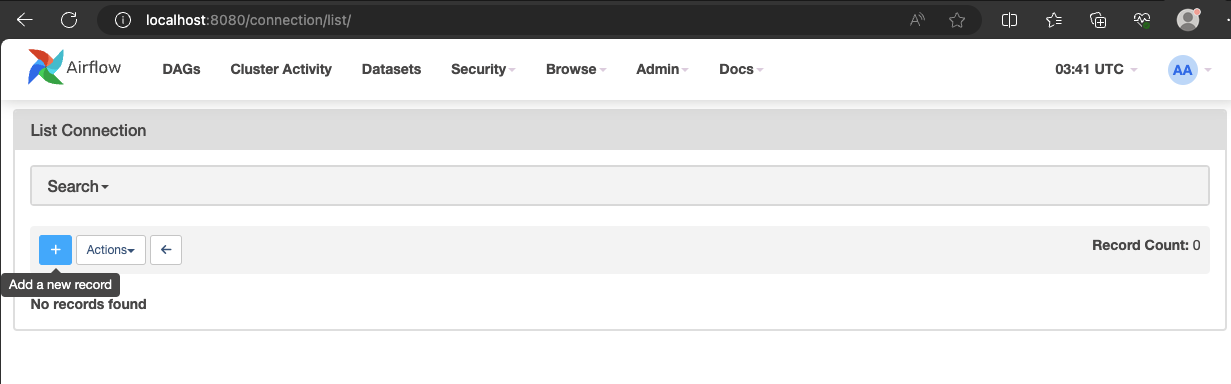 localhost:8080/connection/list/
Airflow DAGs Cluster Activity Datasets Security Browse Admin Docs 03:41 UTC AA
List Connection
Search
+ Actions Record Count: 0
Add a new record
No records found